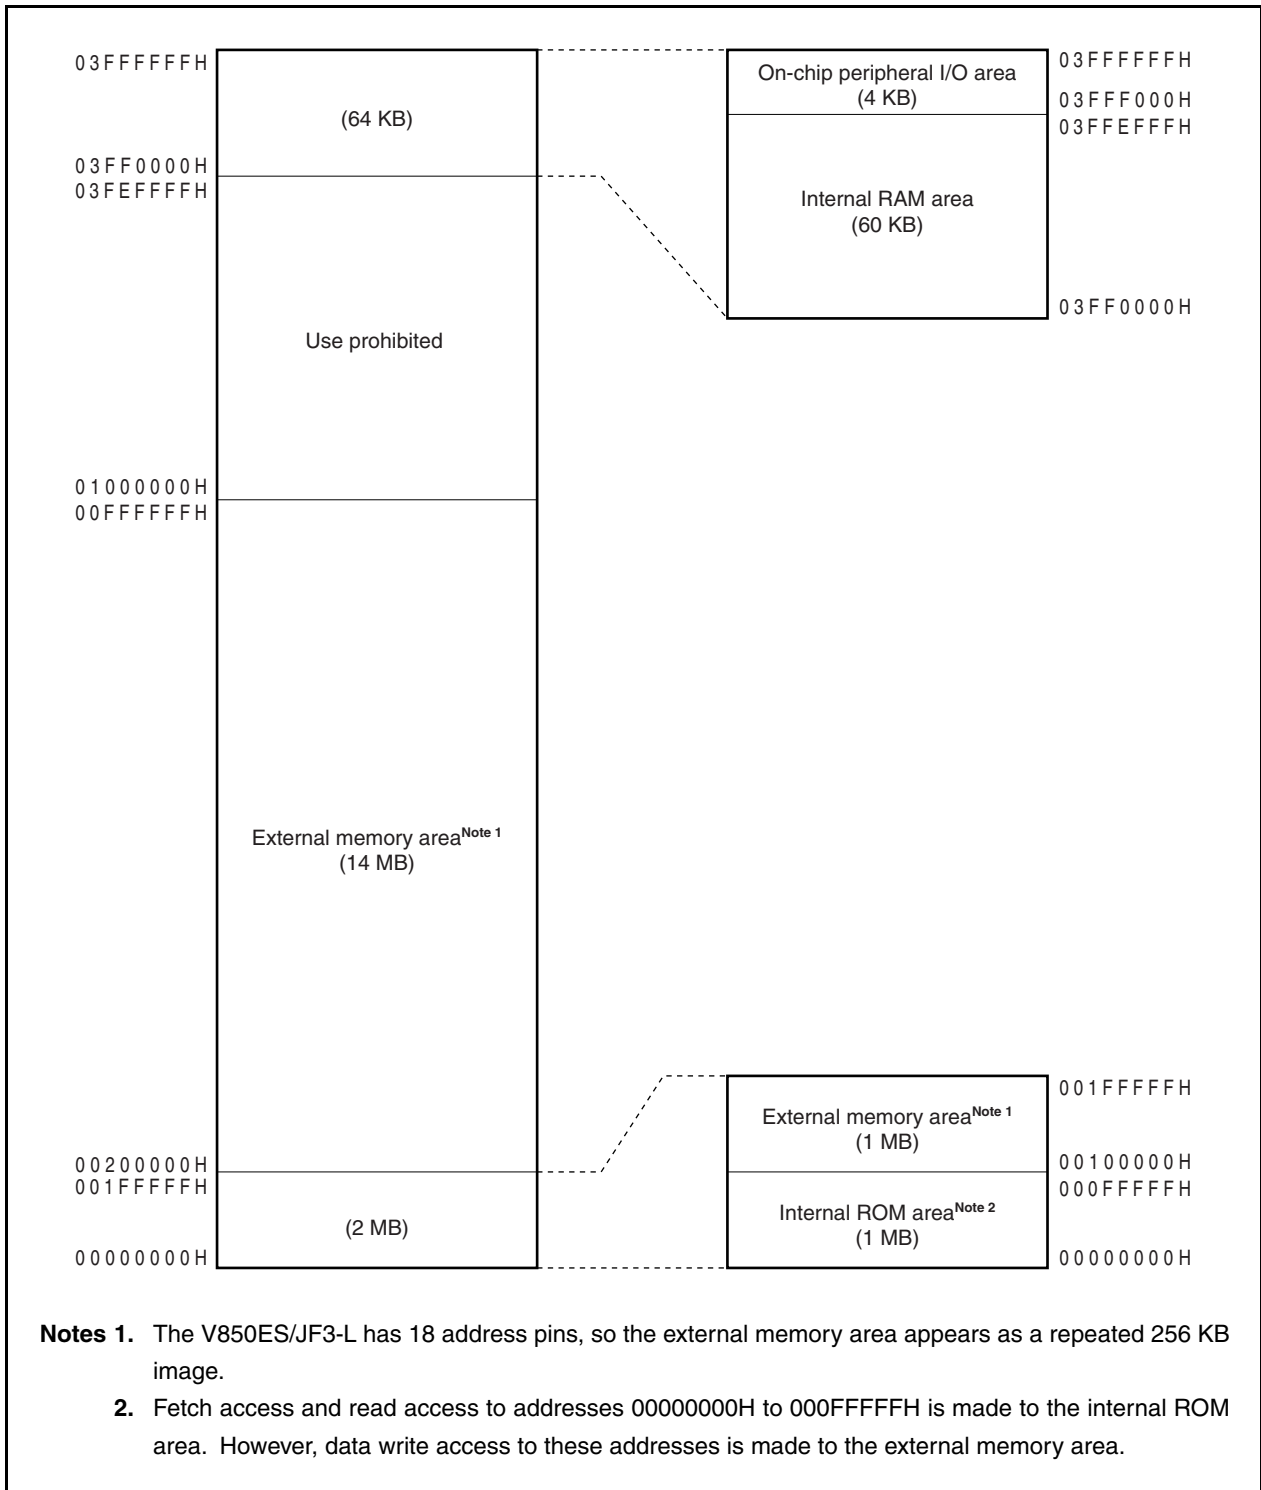 03FFFFFFH
(64 KB)
03FF0000H
03FEFFFFH
Use prohibited
01000000H
00FFFFFFH
External memory areaNote 1
(14 MB)
00200000H
001FFFFFH
(2 MB)
00000000H
On-chip peripheral I/O area
(4 KB)
03FFFFFFH
03FFF000H
03FFEFFFH
Internal RAM area
(60 KB)
03FF0000H
External memory areaNote 1
(1 MB)
001FFFFFH
00100000H
000FFFFFH
Internal ROM areaNote 2
(1 MB)
00000000H
Notes 1. The V850ES/JF3-L has 18 address pins, so the external memory area appears as a repeated 256 KB
image.
2. Fetch access and read access to addresses 00000000H to 000FFFFFH is made to the internal ROM
area. However, data write access to these addresses is made to the external memory area.